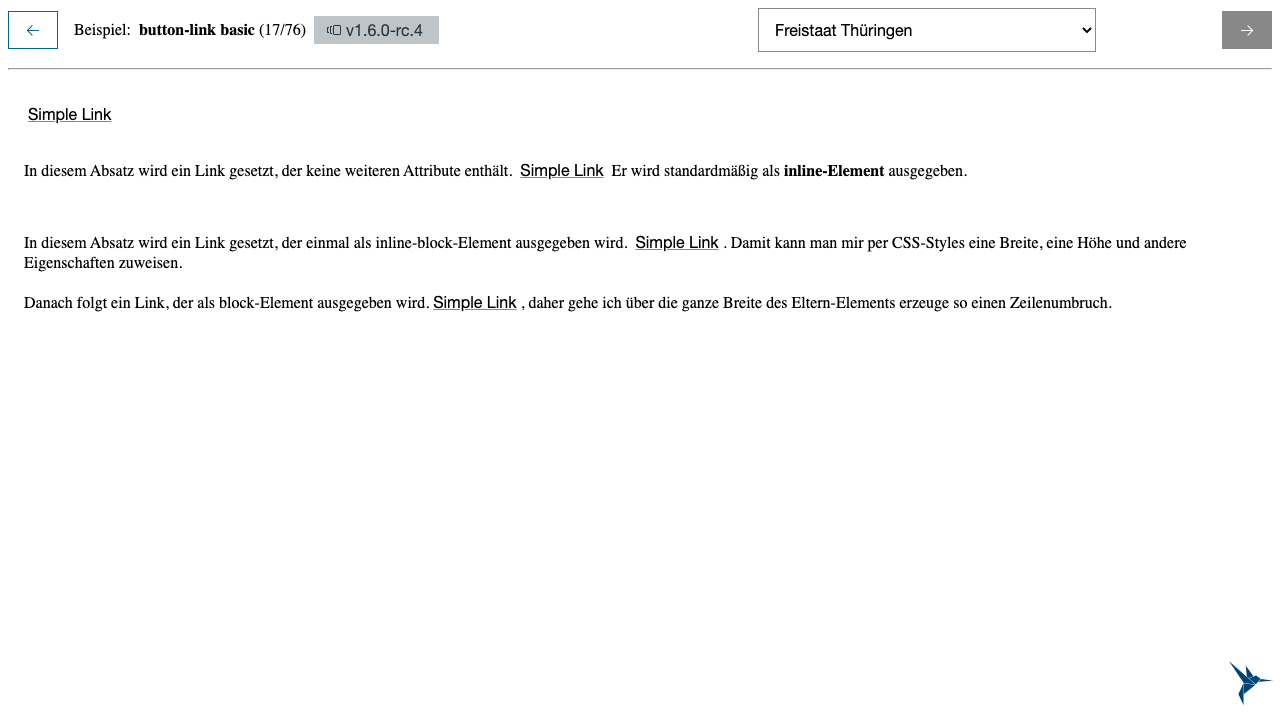 Beispiel: button-link basic (17/76) v1.6.0-rc.4 Freistaat Thüringen
Simple Link
In diesem Absatz wird ein Link gesetzt, der keine weiteren Attribute enthält. Simple Link Er wird standardmäßig als inline-Element ausgegeben.
In diesem Absatz wird ein Link gesetzt, der einmal als inline-block-Element ausgegeben wird. Simple Link . Damit kann man mir per CSS-Styles eine Breite, eine Höhe und andere
Eigenschaften zuweisen.
Danach folgt ein Link, der als block-Element ausgegeben wird. Simple Link , daher gehe ich über die ganze Breite des Eltern-Elements erzeuge so einen Zeilenumbruch.